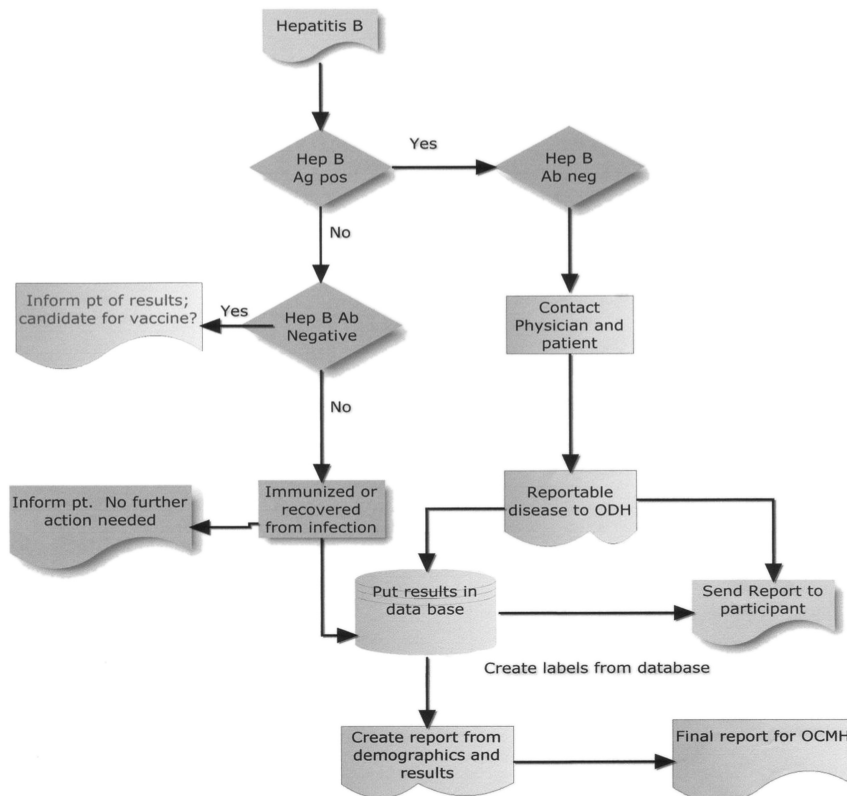 Hepatitis B
Hep B
Ag pos
Yes
Hep B
Ab neg
No
Inform pt of results;
candidate for vaccine?
Yes
Hep B Ab
Negative
Contact
Physician and
patient
No
Inform pt.  No further
action needed
Immunized or
recovered
from infection
Reportable
disease to ODH
Put results in
data base
Send Report to
participant
Create labels from database
Create report from
demographics and
results
Final report for OCMH